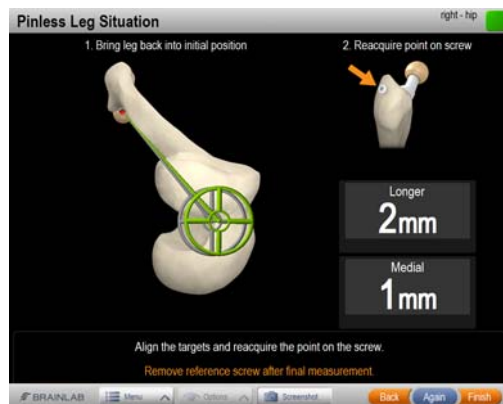 Pinless Leg Situation
right - hip
1. Bring leg back into initial position
2. Reacquire point on screw
Longer
2mm
Medial
1mm
Align the targets and reacquire the point on the screw.
Remove reference screw after final measurement.
BRAINLAB
Menu
Options
Screenshot
Back
Again
Finish